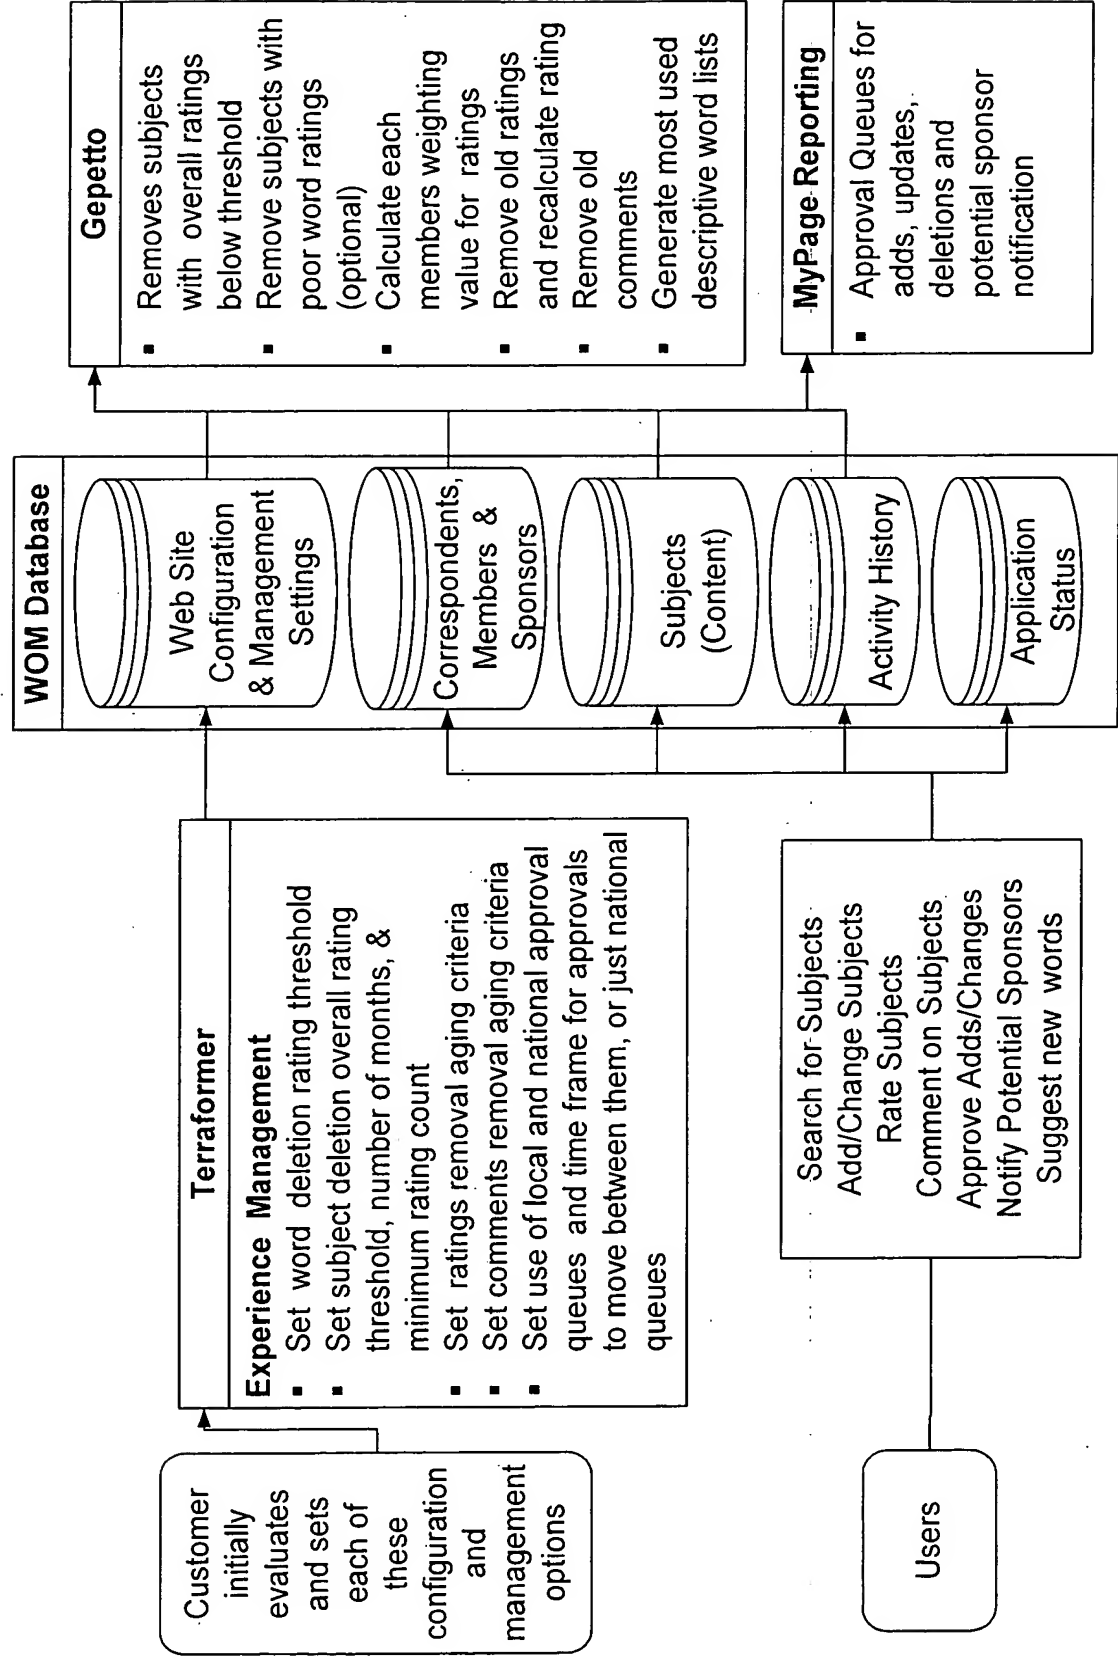 Customer
initially
evaluates
and sets
each of
these
configuration
and
management
options
Terraformer
Experience Management
▪ Set word deletion rating threshold
▪ Set subject deletion overall rating
threshold, number of months, &
minimum rating count
▪ Set ratings removal aging criteria
▪ Set comments removal aging criteria
▪ Set use of local and national approval
queues and time frame for approvals
to move between them, or just national
queues
Users
Search for Subjects
Add/Change Subjects
Rate Subjects
Comment on Subjects
Approve Adds/Changes
Notify Potential Sponsors
Suggest new words
WOM Database
Web Site
Configuration
& Management
Settings
Correspondents,
Members &
Sponsors
Subjects
(Content)
Activity History
Application
Status
Gepetto
▪ Removes subjects
with overall ratings
below threshold
▪ Remove subjects with
poor word ratings
(optional)
▪ Calculate each
members weighting
value for ratings
▪ Remove old ratings
and recalculate rating
▪ Remove old
comments
▪ Generate most used
descriptive word lists
MyPage Reporting
▪ Approval Queues for
adds, updates,
deletions and
potential sponsor
notification